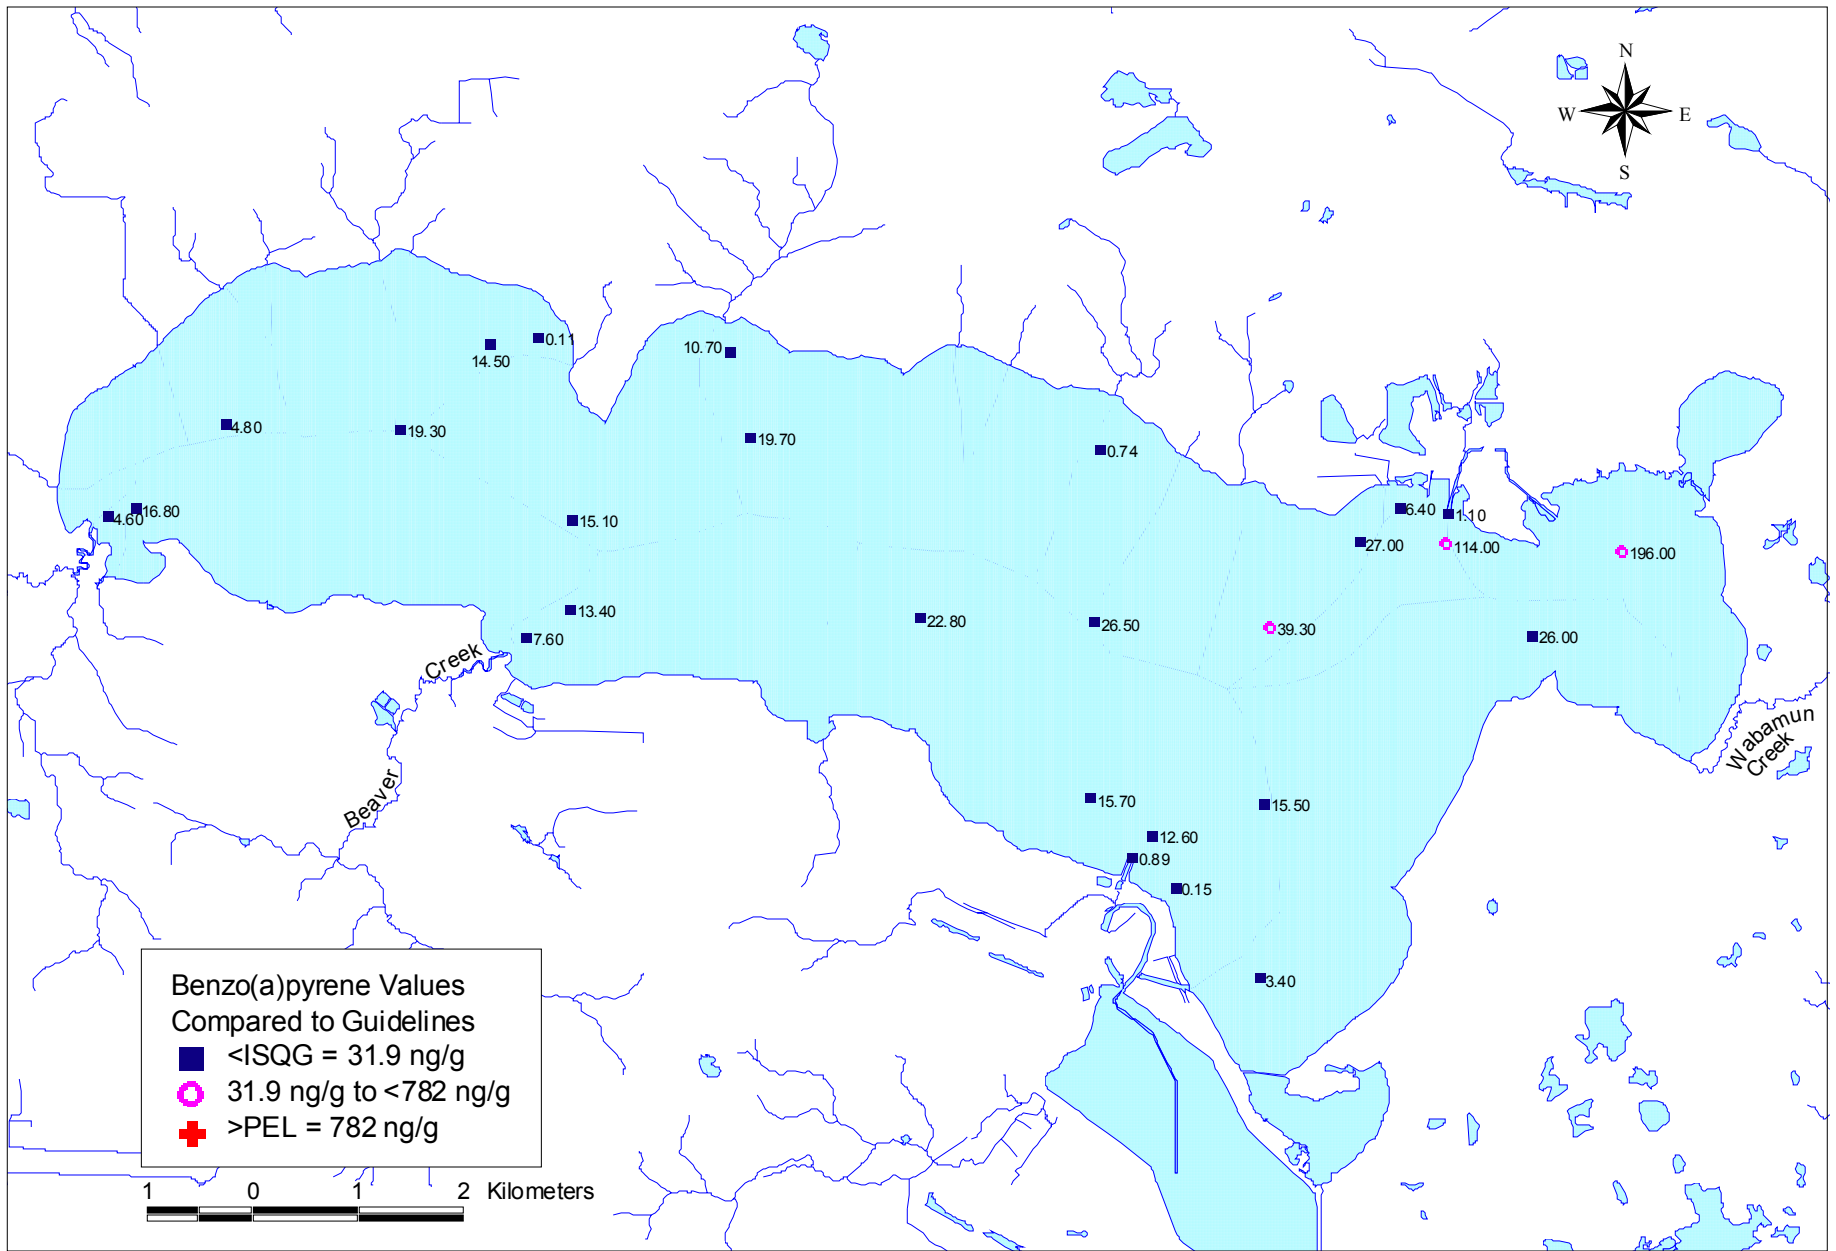 N
W E
S
0.11
14.50
10.70
4.80
19.30
19.70
0.74
4.60
16.80
15.10
6.40
1.10
27.00
114.00
196.00
13.40
7.60
22.80
26.50
39.30
26.00
Creek
Beaver
Wabamun
Creek
15.70
15.50
12.60
0.89
0.15
3.40
Benzo(a)pyrene Values
Compared to Guidelines
<ISQG = 31.9 ng/g
31.9 ng/g to <782 ng/g
>PEL = 782 ng/g
1 0 1 2 Kilometers